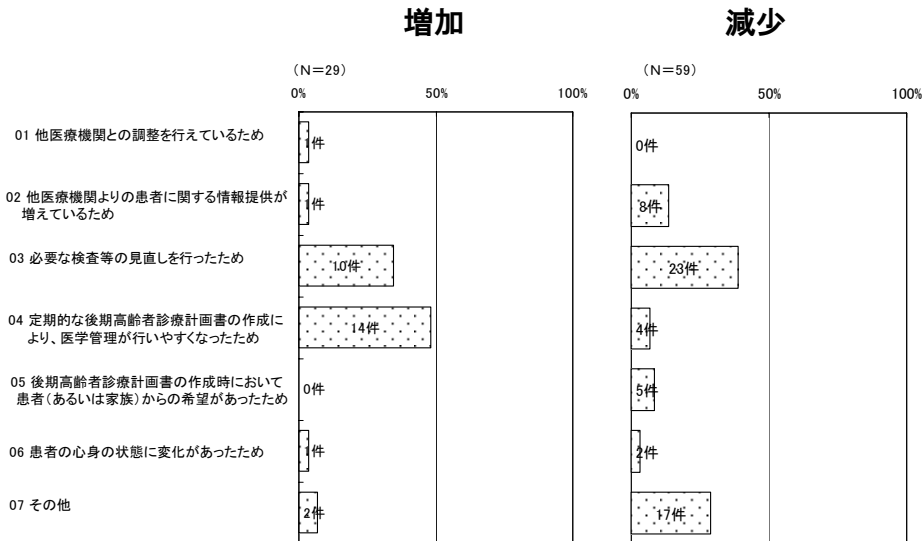 増加 減少
(N=29) (N=59)
0% 50% 100% 0% 50% 100%
01 他医療機関との調整を行えているため 1件 0件
02 他医療機関よりの患者に関する情報提供が
増えているため 1件 8件
03 必要な検査等の見直しを行ったため 10件 23件
04 定期的な後期高齢者診療計画書の作成に
より、医学管理が行いやすくなったため 14件 4件
05 後期高齢者診療計画書の作成時において
患者(あるいは家族)からの希望があったため 0件 5件
06 患者の心身の状態に変化があったため 1件 2件
07 その他 2件 17件